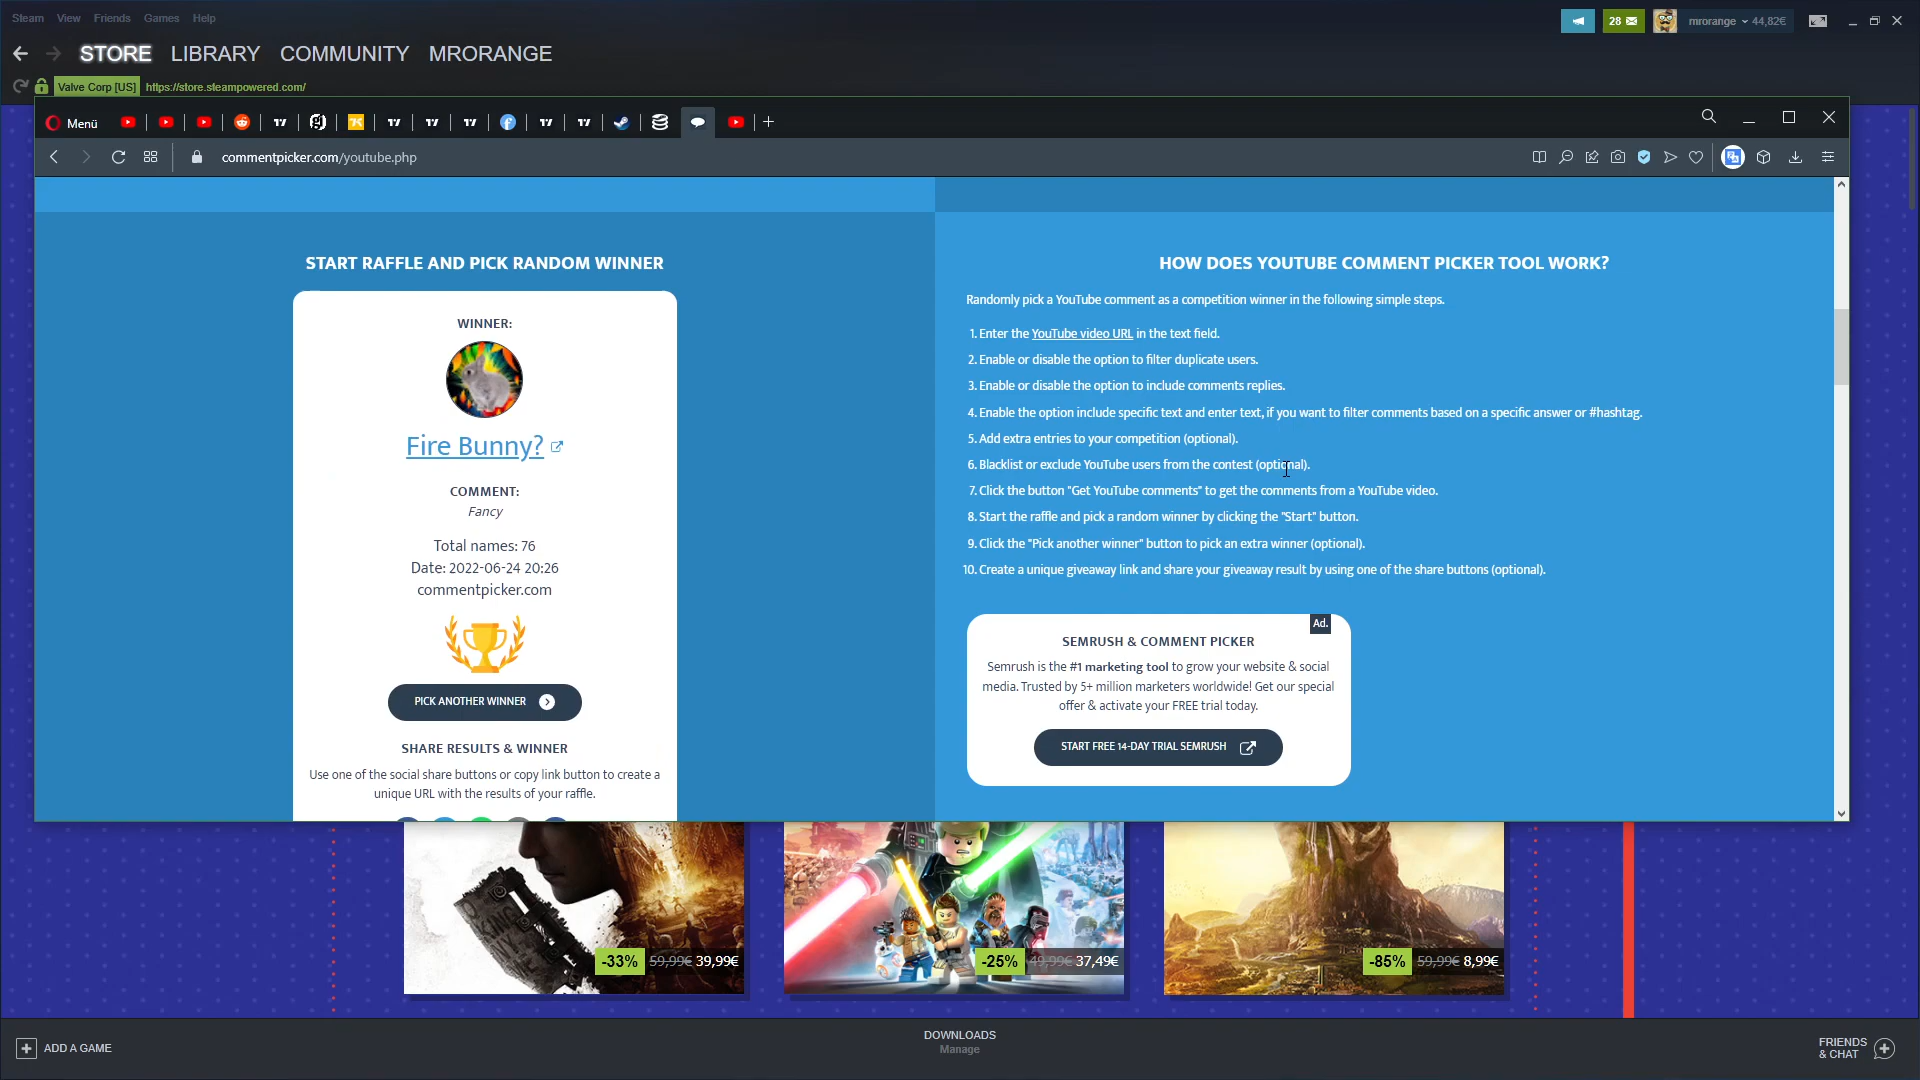 Steam View Friends Games Help
28
mrorange 44,82€
STORE LIBRARY COMMUNITY MRORANGE
Valve Corp [US] https://store.steampowered.com/
Menü
commentpicker.com/youtube.php
START RAFFLE AND PICK RANDOM WINNER
WINNER:
Fire Bunny?
COMMENT:
Fancy
Total names: 76
Date: 2022-06-24 20:26
commentpicker.com
PICK ANOTHER WINNER
SHARE RESULTS & WINNER
Use one of the social share buttons or copy link button to create a
unique URL with the results of your raffle.
HOW DOES YOUTUBE COMMENT PICKER TOOL WORK?
Randomly pick a YouTube comment as a competition winner in the following simple steps.
1. Enter the YouTube video URL in the text field.
2. Enable or disable the option to filter duplicate users.
3. Enable or disable the option to include comments replies.
4. Enable the option include specific text and enter text, if you want to filter comments based on a specific answer or #hashtag.
5. Add extra entries to your competition (optional).
6. Blacklist or exclude YouTube users from the contest (optional).
7. Click the button "Get YouTube comments" to get the comments from a YouTube video.
8. Start the raffle and pick a random winner by clicking the "Start" button.
9. Click the "Pick another winner" button to pick an extra winner (optional).
10. Create a unique giveaway link and share your giveaway result by using one of the share buttons (optional).
Ad.
SEMRUSH & COMMENT PICKER
Semrush is the #1 marketing tool to grow your website & social
media. Trusted by 5+ million marketers worldwide! Get our special
offer & activate your FREE trial today.
START FREE 14-DAY TRIAL SEMRUSH
-33% 59,99€ 39,99€
-25% 49,99€ 37,49€
-85% 59,99€ 8,99€
ADD A GAME
DOWNLOADS
Manage
FRIENDS
& CHAT